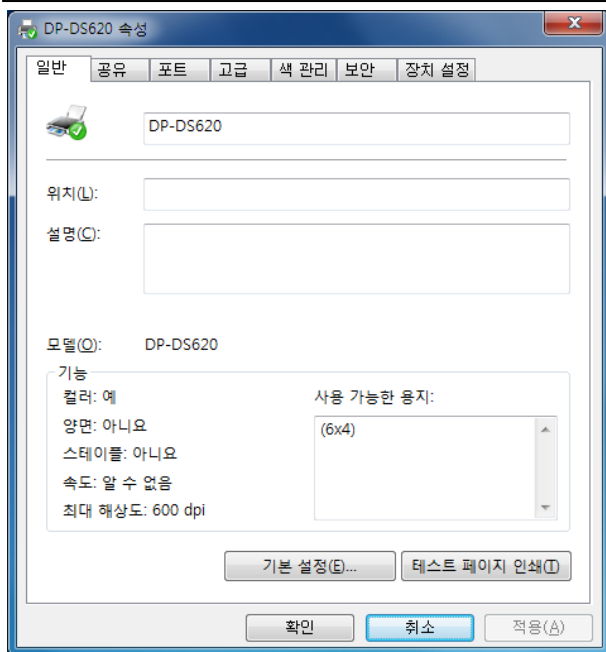 DP-DS620 속성
일반 공유 포트 고급 색 관리 보안 장치 설정
DP-DS620
위치(L):
설명(C):
모델(O): DP-DS620
기능
컬러: 예
사용 가능한 용지:
양면: 아니요
(6x4)
스테이플: 아니요
속도: 알 수 없음
최대 해상도: 600 dpi
기본 설정(E)... 테스트 페이지 인쇄(T)
확인 취소 적용(A)